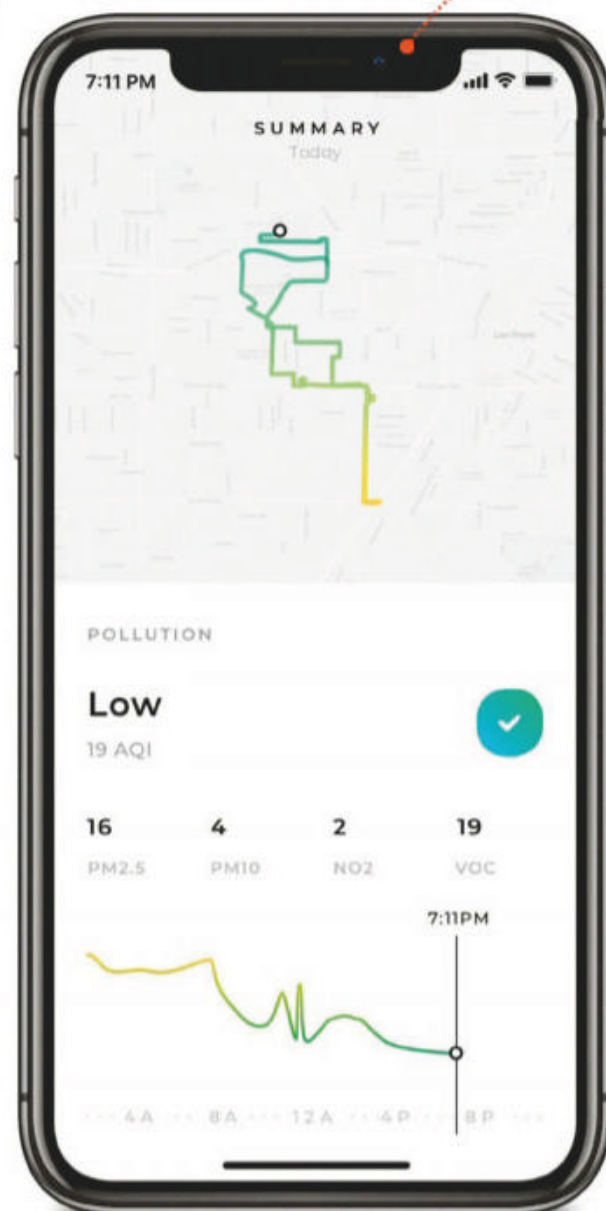 7:11 PM
SUMMARY
Today
POLLUTION
Low
19 AQI
16 4 2 19
PM2.5 PM10 NO2 VOC
7:11PM
4A 8A 12A 4P 8P